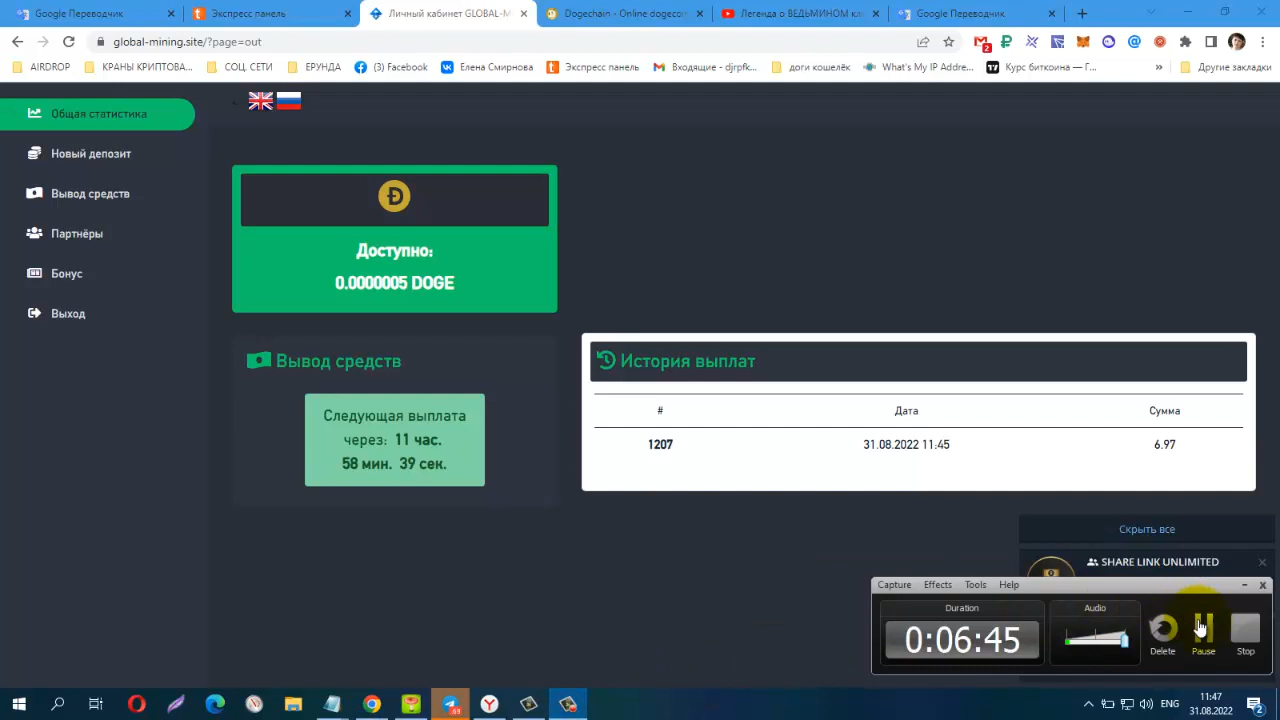 Google Переводчик
Экспресс панель
Личный кабинет GLOBAL-M
Dogechain - Online dogecoin
Легенда о ВЕДЬМИНОМ кл
Google Переводчик
global-mining.site/?page=out
2
AIRDROP
КРАНЫ КРИПТОВА...
СОЦ. СЕТИ
ЕРУНДА
(3) Facebook
Елена Смирнова
Экспресс панель
Входящие - djrpfk...
доги кошелёк
What's My IP Addre...
Курс биткоина — Г...
»
Другие закладки
Общая статистика
Новый депозит
Вывод средств
Партнёры
Бонус
Выход
Доступно:
0.0000005 DOGE
Вывод средств
Следующая выплата
через: 11 час.
58 мин. 39 сек.
История выплат
# Дата Сумма
1207 31.08.2022 11:45 6.97
Скрыть все
SHARE LINK UNLIMITED
Capture Effects Tools Help
Duration
0:06:45
Audio
Delete
Pause
Stop
ENG
11:47
31.08.2022
2